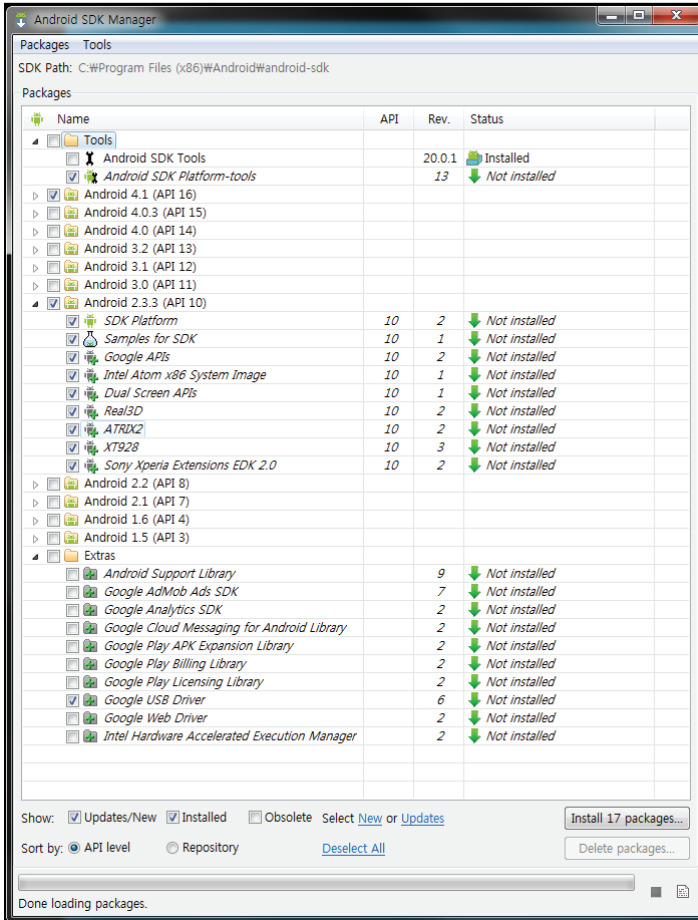 Android SDK Manager
Packages Tools
SDK Path: C:₩Program Files (x86)₩Android₩android-sdk
Packages
Name API Rev. Status
Tools
Android SDK Tools 20.0.1 Installed
Android SDK Platform-tools 13 Not installed
Android 4.1 (API 16)
Android 4.0.3 (API 15)
Android 4.0 (API 14)
Android 3.2 (API 13)
Android 3.1 (API 12)
Android 3.0 (API 11)
Android 2.3.3 (API 10)
SDK Platform 10 2 Not installed
Samples for SDK 10 1 Not installed
Google APIs 10 2 Not installed
Intel Atom x86 System Image 10 1 Not installed
Dual Screen APIs 10 1 Not installed
Real3D 10 2 Not installed
ATRIX2 10 2 Not installed
XT928 10 3 Not installed
Sony Xperia Extensions EDK 2.0 10 2 Not installed
Android 2.2 (API 8)
Android 2.1 (API 7)
Android 1.6 (API 4)
Android 1.5 (API 3)
Extras
Android Support Library 9 Not installed
Google AdMob Ads SDK 7 Not installed
Google Analytics SDK 2 Not installed
Google Cloud Messaging for Android Library 2 Not installed
Google Play APK Expansion Library 2 Not installed
Google Play Billing Library 2 Not installed
Google Play Licensing Library 2 Not installed
Google USB Driver 6 Not installed
Google Web Driver 2 Not installed
Intel Hardware Accelerated Execution Manager 2 Not installed
Show: Updates/New Installed Obsolete Select New or Updates Install 17 packages...
Sort by: API level Repository Deselect All Delete packages...
Done loading packages.